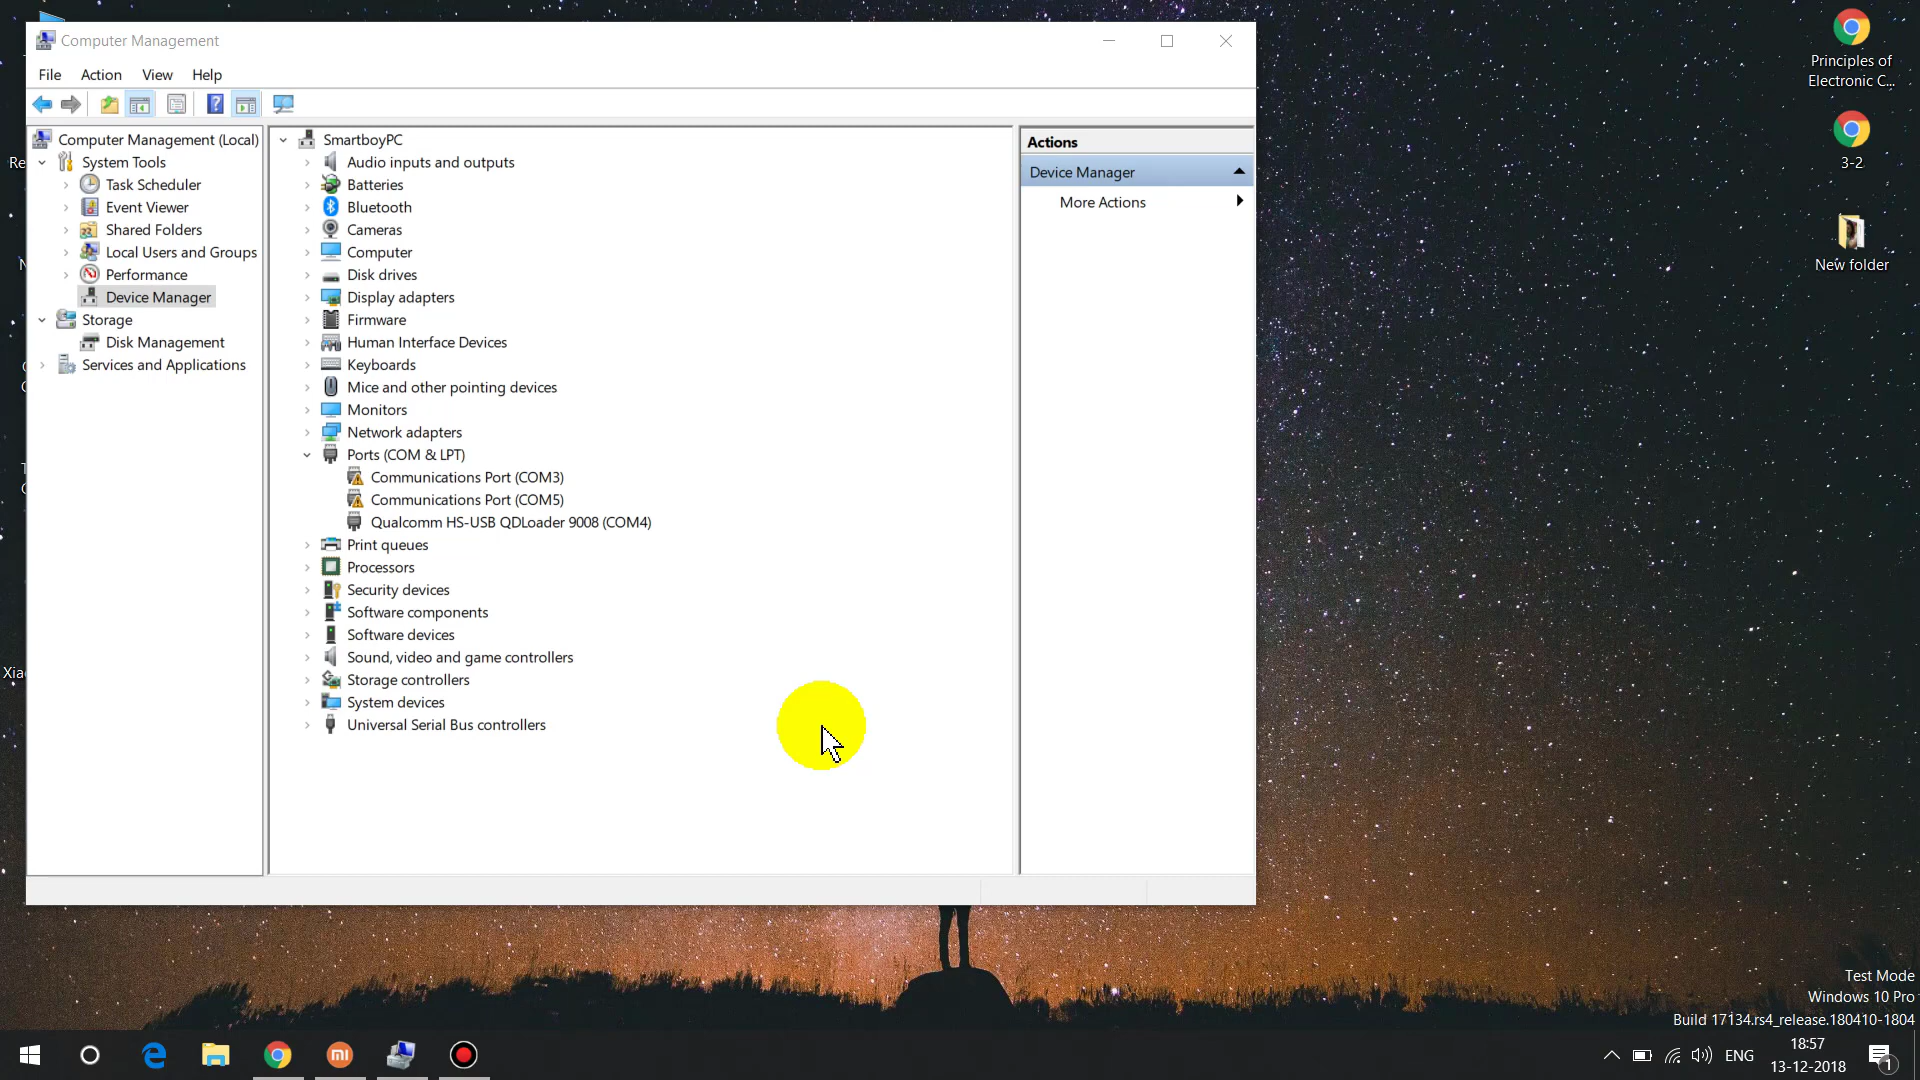 Computer Management
File Action View Help
Computer Management (Local)
System Tools
Task Scheduler
Event Viewer
Shared Folders
Local Users and Groups
Performance
Device Manager
Storage
Disk Management
Services and Applications
SmartboyPC
Audio inputs and outputs
Batteries
Bluetooth
Cameras
Computer
Disk drives
Display adapters
Firmware
Human Interface Devices
Keyboards
Mice and other pointing devices
Monitors
Network adapters
Ports (COM & LPT)
Communications Port (COM3)
Communications Port (COM5)
Qualcomm HS-USB QDLoader 9008 (COM4)
Print queues
Processors
Security devices
Software components
Software devices
Sound, video and game controllers
Storage controllers
System devices
Universal Serial Bus controllers
Actions
Device Manager
More Actions
Principles of
Electronic C...
3-2
New folder
Re
Xia
Test Mode
Windows 10 Pro
Build 17134.rs4_release.180410-1804
mi
ENG
18:57
13-12-2018
1